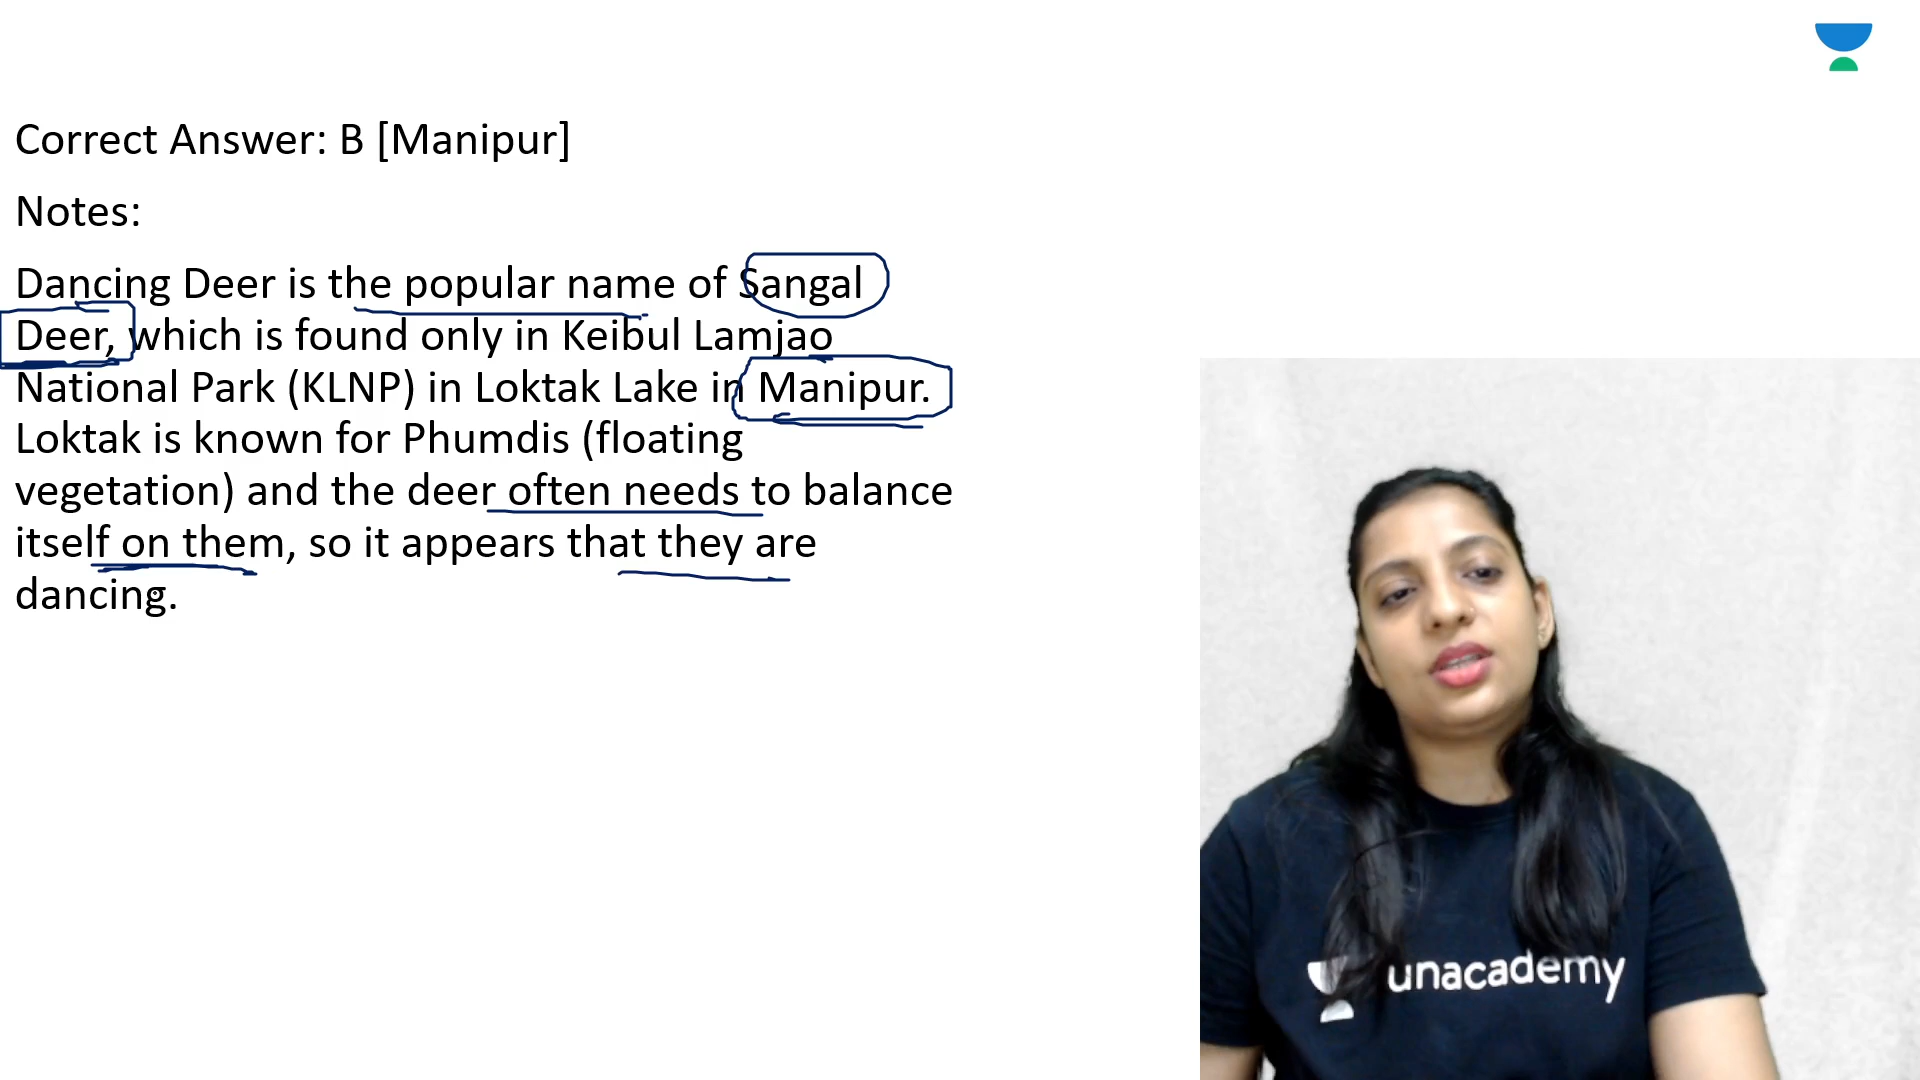 Correct Answer: B [Manipur]
Notes:
Dancing Deer is the popular name of Sangal
Deer, which is found only in Keibul Lamjao
National Park (KLNP) in Loktak Lake in Manipur.
Loktak is known for Phumdis (floating
vegetation) and the deer often needs to balance
itself on them, so it appears that they are
dancing.
unacademy